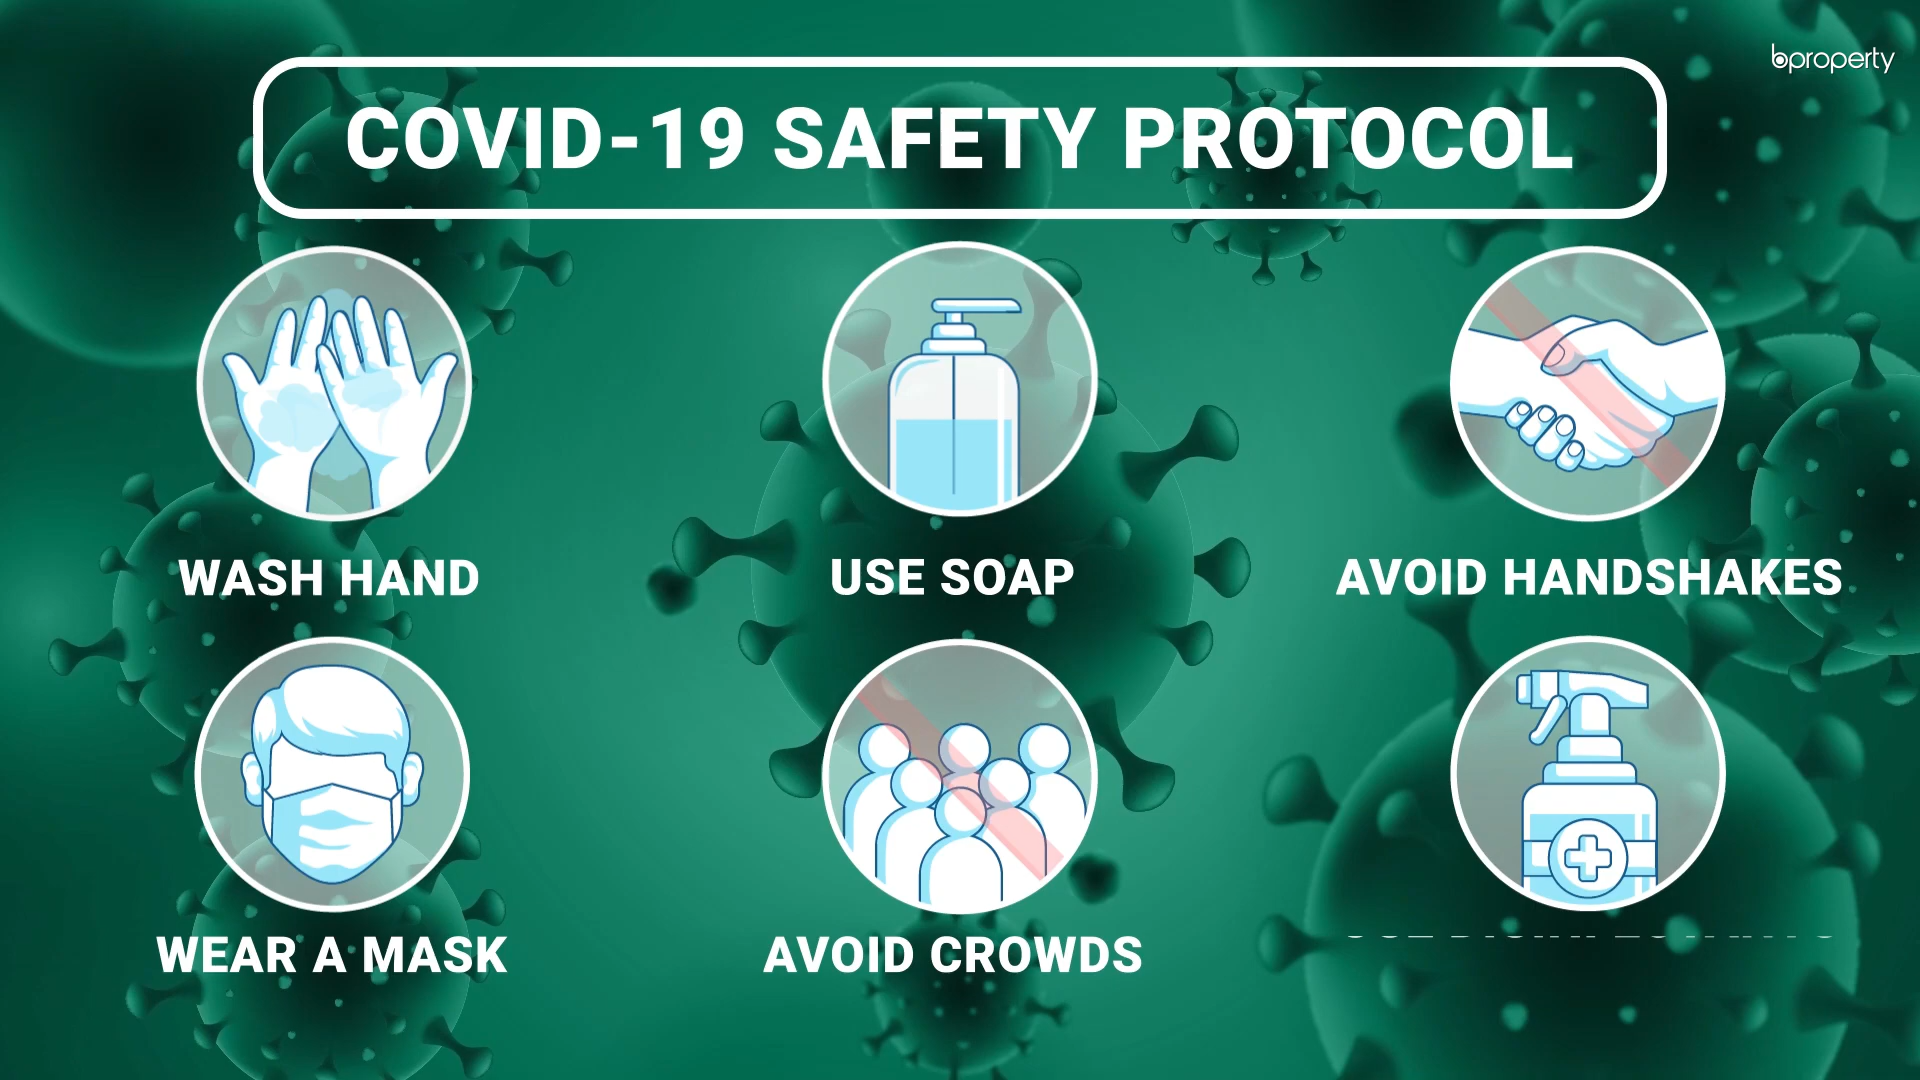 bproperty
COVID-19 SAFETY PROTOCOL
WASH HAND
USE SOAP
AVOID HANDSHAKES
WEAR A MASK
AVOID CROWDS